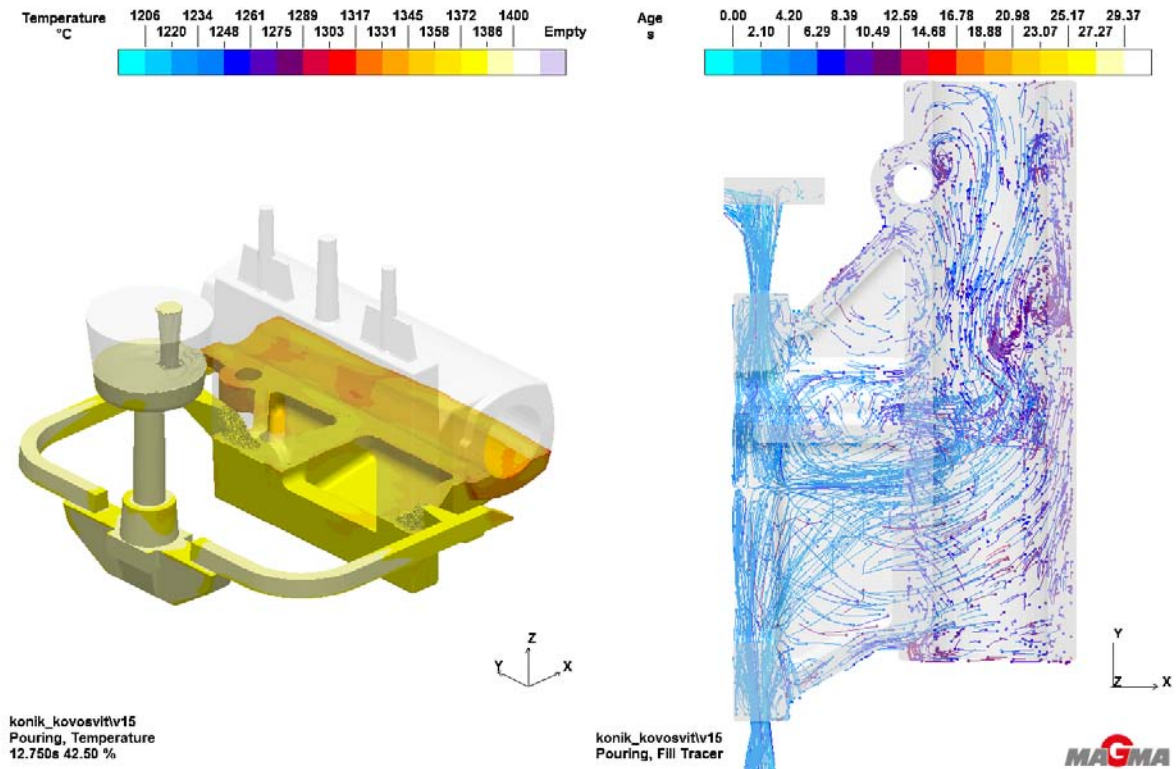 Temperature
°C
1206 1234 1261 1289 1317 1345 1372 1400
1220 1248 1275 1303 1331 1358 1386 Empty
Z
Y X
konik_kovosvit\v15
Pouring, Temperature
12.750s 42.50 %
Age
s
0.00 4.20 8.39 12.59 16.78 20.98 25.17 29.37
2.10 6.29 10.49 14.68 18.88 23.07 27.27
Y
Z X
konik_kovosvit\v15
Pouring, Fill Tracer
MAGMA